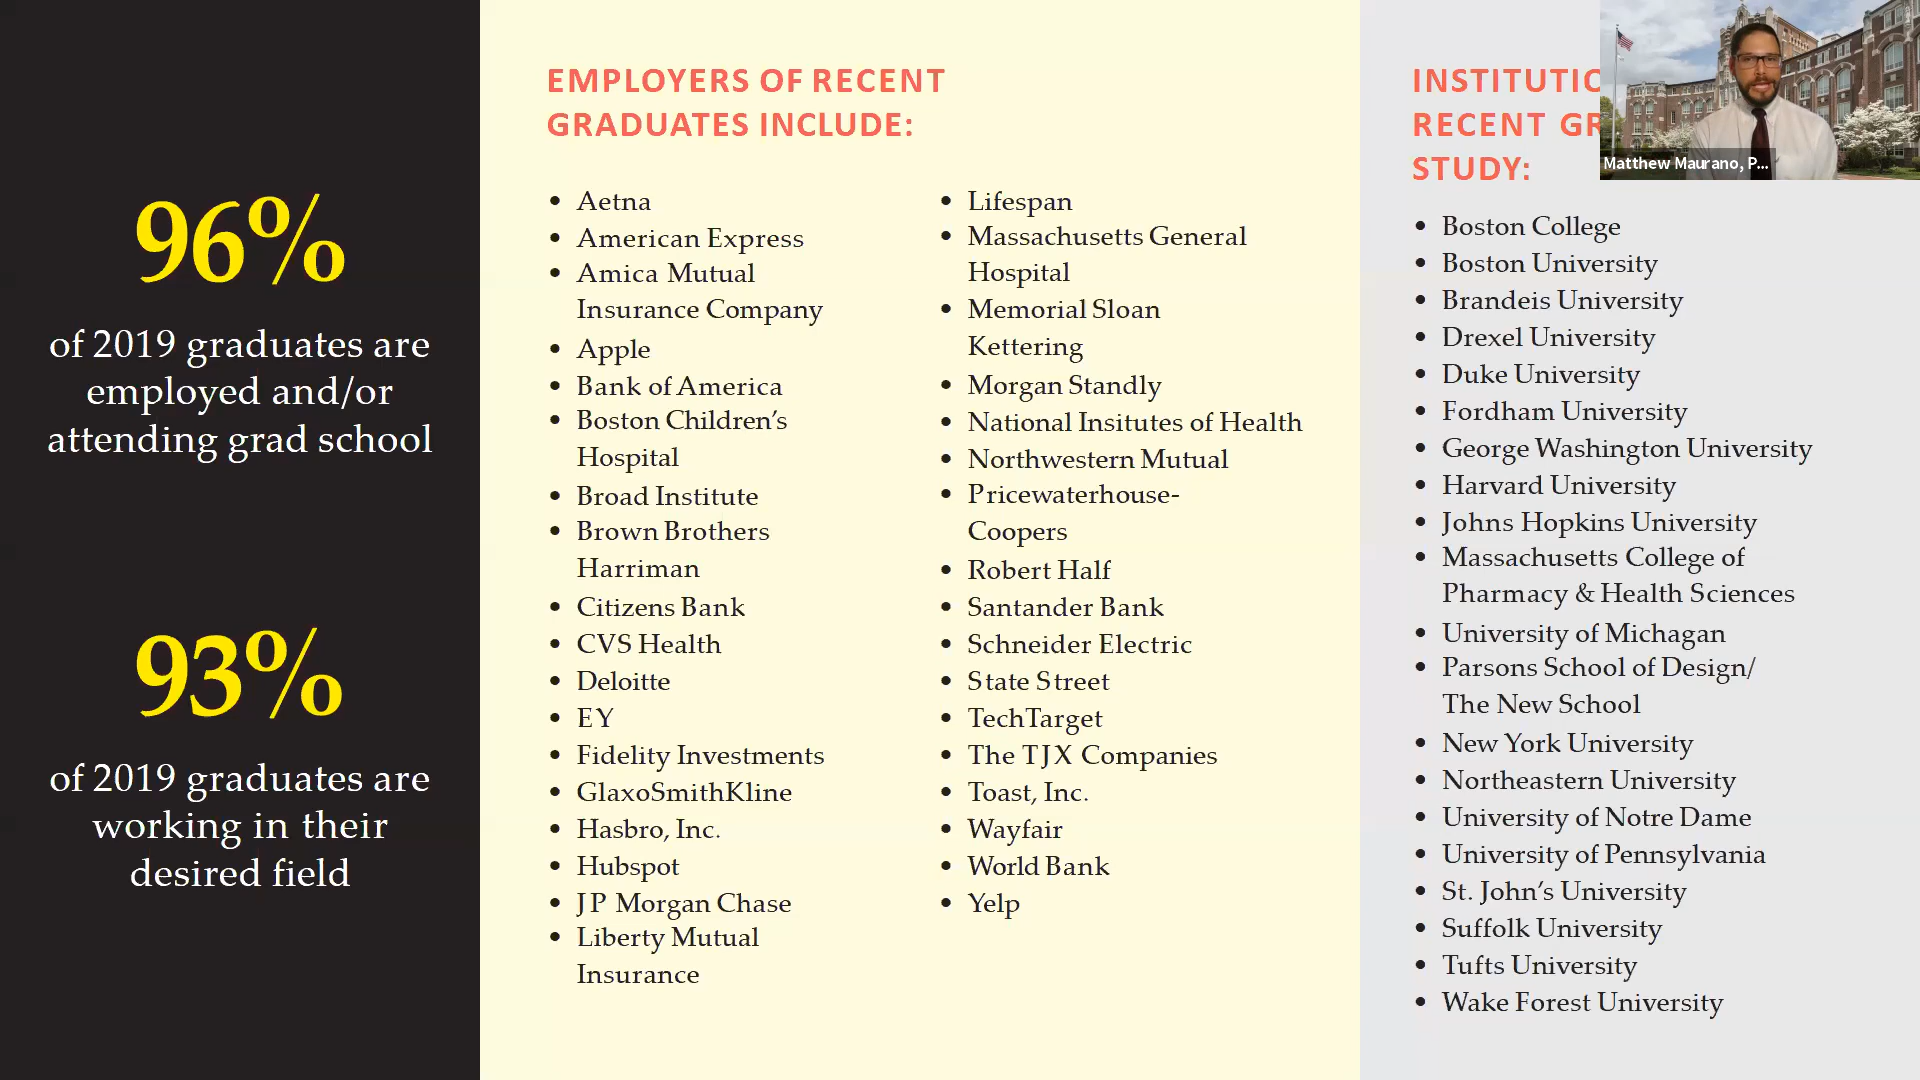 96%
of 2019 graduates are
employed and/or
attending grad school
93%
of 2019 graduates are
working in their
desired field
EMPLOYERS OF RECENT
GRADUATES INCLUDE:
• Aetna
• American Express
• Amica Mutual
Insurance Company
• Apple
• Bank of America
• Boston Children’s
Hospital
• Broad Institute
• Brown Brothers
Harriman
• Citizens Bank
• CVS Health
• Deloitte
• EY
• Fidelity Investments
• GlaxoSmithKline
• Hasbro, Inc.
• Hubspot
• JP Morgan Chase
• Liberty Mutual
Insurance
• Lifespan
• Massachusetts General
Hospital
• Memorial Sloan
Kettering
• Morgan Standly
• National Insitutes of Health
• Northwestern Mutual
• Pricewaterhouse-
Coopers
• Robert Half
• Santander Bank
• Schneider Electric
• State Street
• TechTarget
• The TJX Companies
• Toast, Inc.
• Wayfair
• World Bank
• Yelp
INSTITUTIO
RECENT GR
STUDY:
• Boston College
• Boston University
• Brandeis University
• Drexel University
• Duke University
• Fordham University
• George Washington University
• Harvard University
• Johns Hopkins University
• Massachusetts College of
Pharmacy & Health Sciences
• University of Michagan
• Parsons School of Design/
The New School
• New York University
• Northeastern University
• University of Notre Dame
• University of Pennsylvania
• St. John’s University
• Suffolk University
• Tufts University
• Wake Forest University
Matthew Maurano, P...